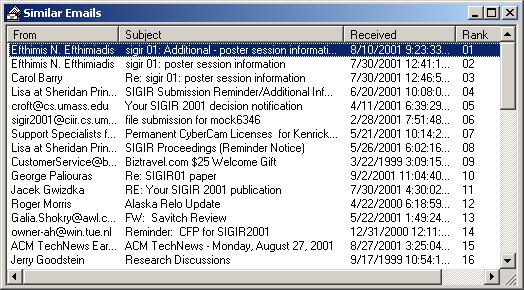 Similar Emails
From Subject Received Rank
Efthimis N. Efthimiadis sigir 01: Additional - poster session informati... 8/10/2001 9:23:33... 01
Efthimis N. Efthimiadis sigir 01: poster session information 7/30/2001 12:41:1... 02
Carol Barry Re: sigir 01: poster session information 7/30/2001 12:46:5... 03
Lisa at Sheridan Prin... SIGIR Submission Reminder/Additional Inf... 6/20/2001 10:08:0... 04
croft@cs.umass.edu Your SIGIR 2001 decision notification 4/11/2001 6:39:29... 05
sigir2001@ciir.cs.um... file submission for mock6346 2/28/2001 7:51:48... 06
Support Specialists f... Permanent CyberCam Licenses for Kenrick... 5/21/2001 10:14:2... 07
Lisa at Sheridan Prin... SIGIR Proceedings (Reminder Notice) 5/26/2001 6:02:16... 08
CustomerService@b... Biztravel.com $25 Welcome Gift 3/22/1999 3:09:15... 09
George Paliouras Re: SIGIR01 paper 9/2/2001 11:04:40... 10
Jacek Gwizdka RE: Your SIGIR 2001 publication 7/30/2001 4:30:02... 11
Roger Morris Alaska Relo Update 4/22/2000 6:18:59... 12
Galia.Shokry@awl.c... FW: Savitch Review 5/22/2001 1:49:24... 13
owner-ah@win.tue.nl Reminder: CFP for SIGIR2001 12/31/2000 12:11:... 14
ACM TechNews Ear... ACM TechNews - Monday, August 27, 2001 8/27/2001 3:25:04... 15
Jerry Goodstein Research Discussions 9/17/1999 10:54:1... 16